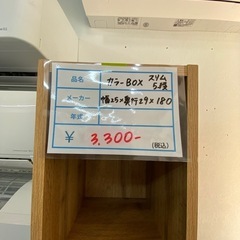 品名 カラーBOX スリム5段
メーカー 幅25×奥行29×180
年式
¥ 3,300- (税込)